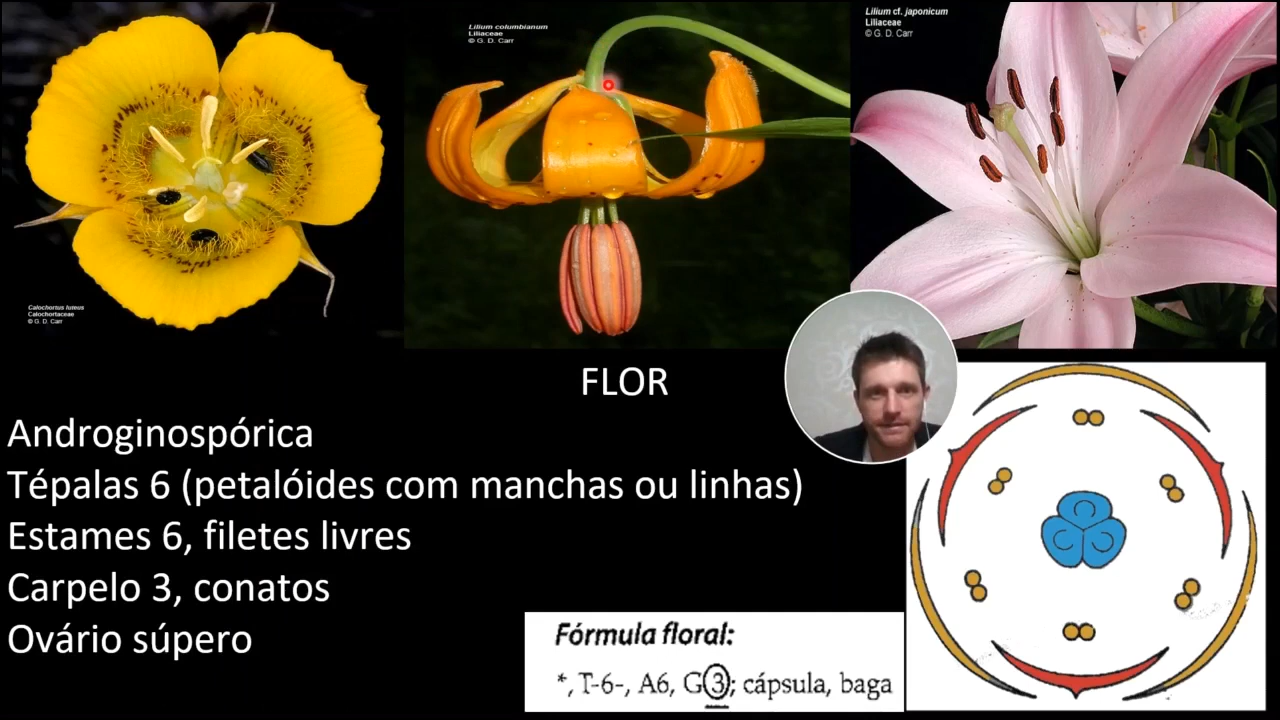 Lilium columbianum
Liliaceae
© G. D. Carr
Lilium cf. japonicum
Liliaceae
© G. D. Carr
Calochortus luteus
Calochortaceae
© G. D. Carr
FLOR
Androginospórica
Tépalas 6 (petalóides com manchas ou linhas)
Estames 6, filetes livres
Carpelo 3, conatos
Ovário súpero
Fórmula floral:
*, T-6-, A6, G3; cápsula, baga